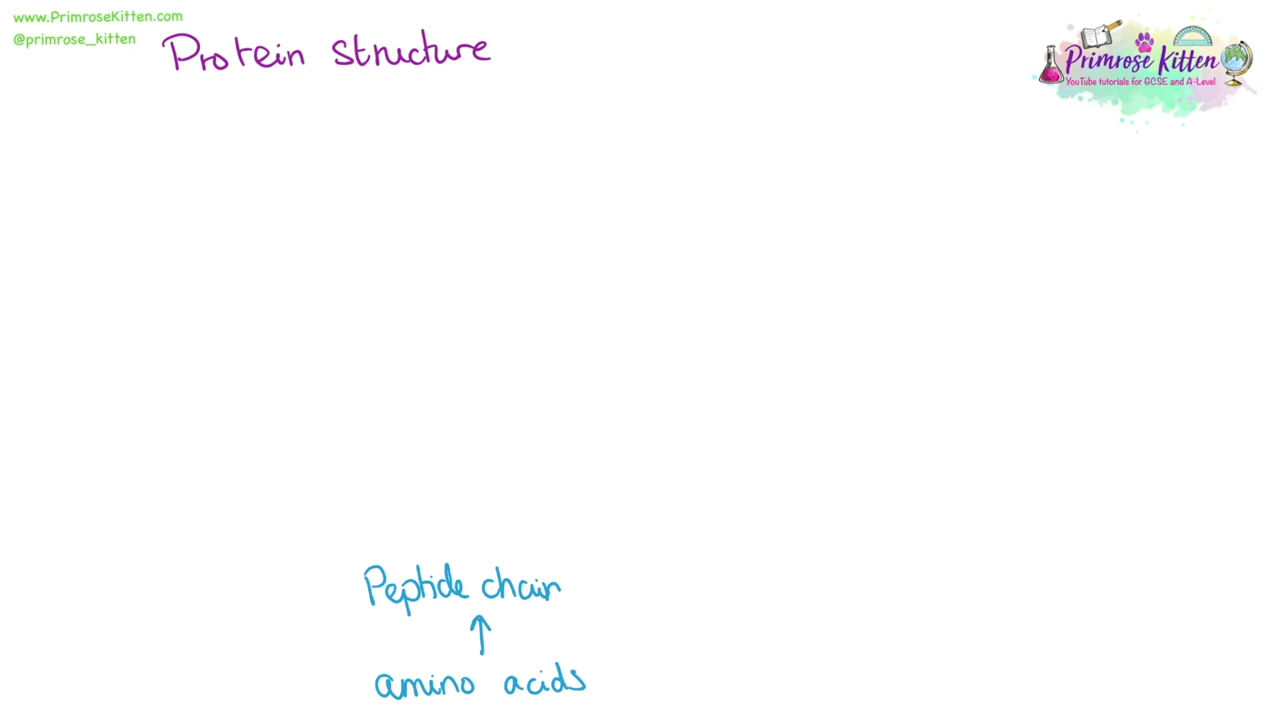 www.PrimroseKitten.com
@primrose_kitten
Protein structure
Primrose Kitten
YouTube tutorials for GCSE and A-Level
Peptide chain
amino acids